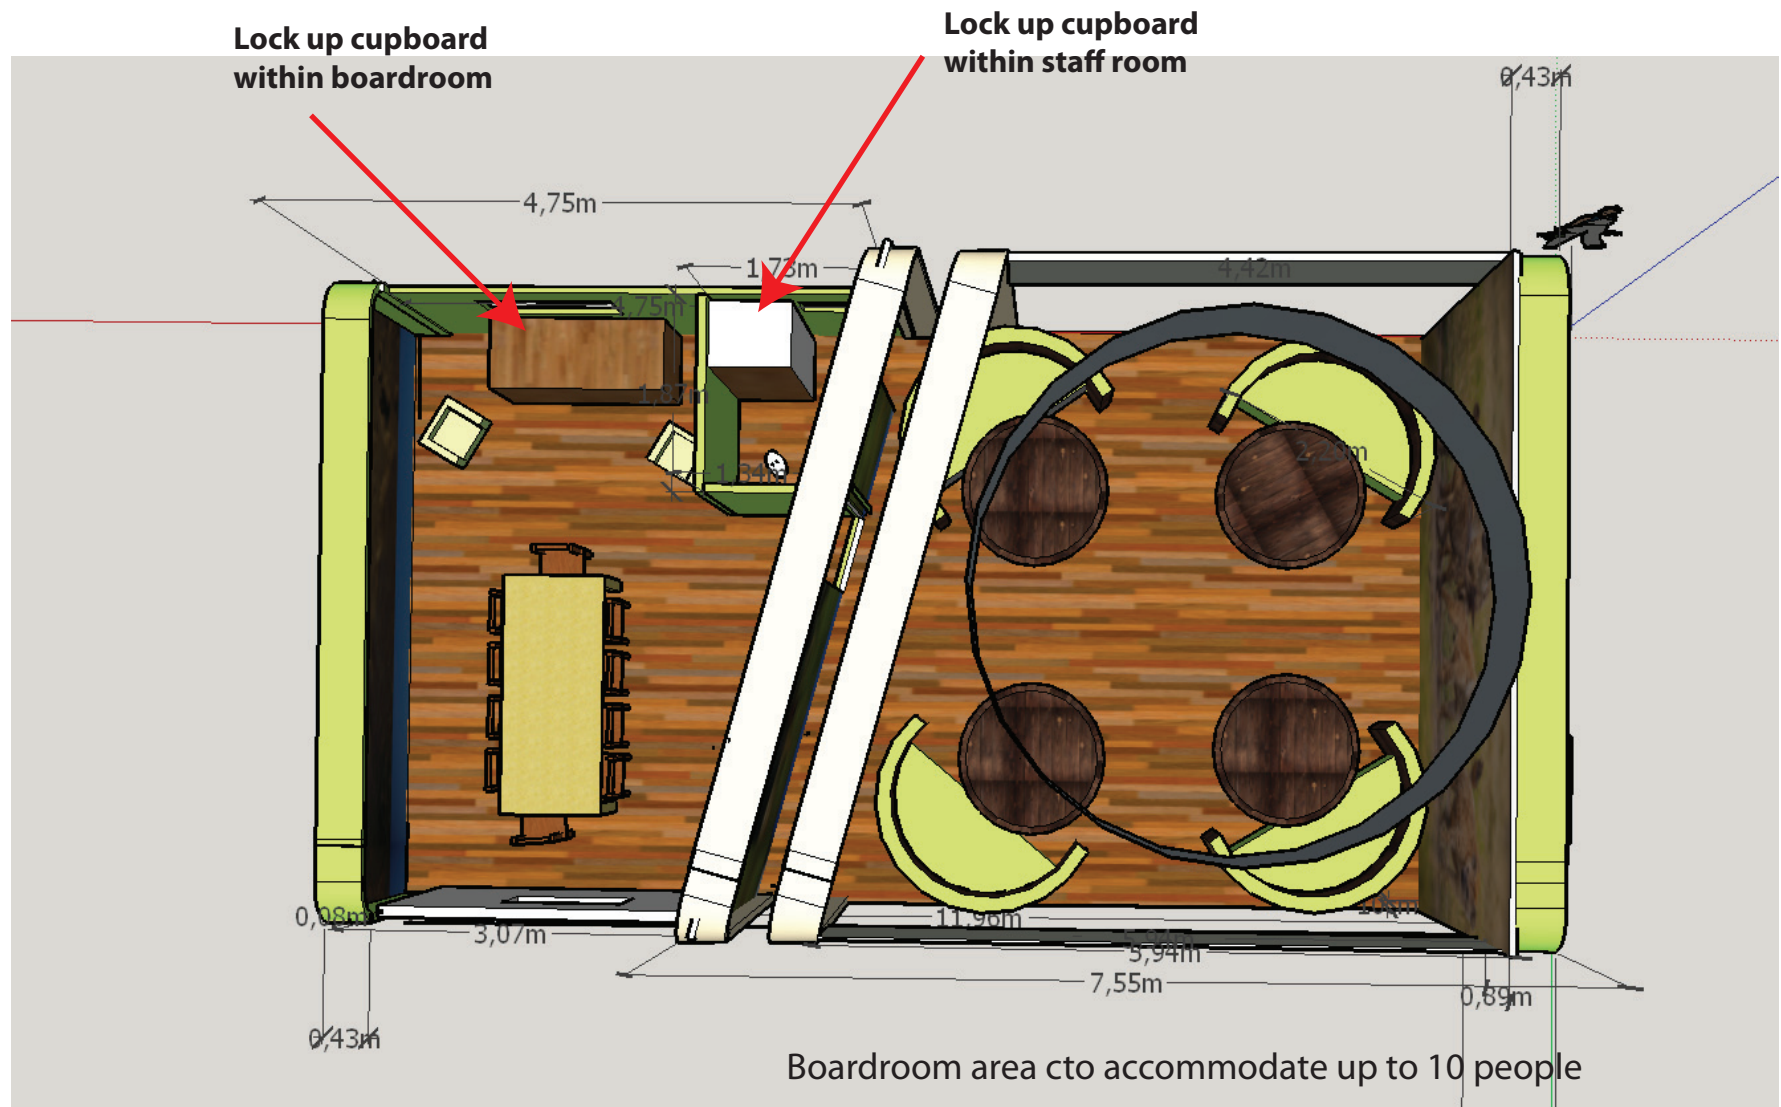 Lock up cupboard
within boardroom
Lock up cupboard
within staff room
0,43m
4,75m
1,73m
4,42m
4,75m
1,87m
1,34m
0,08m
3,07m
11,96m
5,94m
7,55m
0,89m
0,43m
Boardroom area cto accommodate up to 10 people